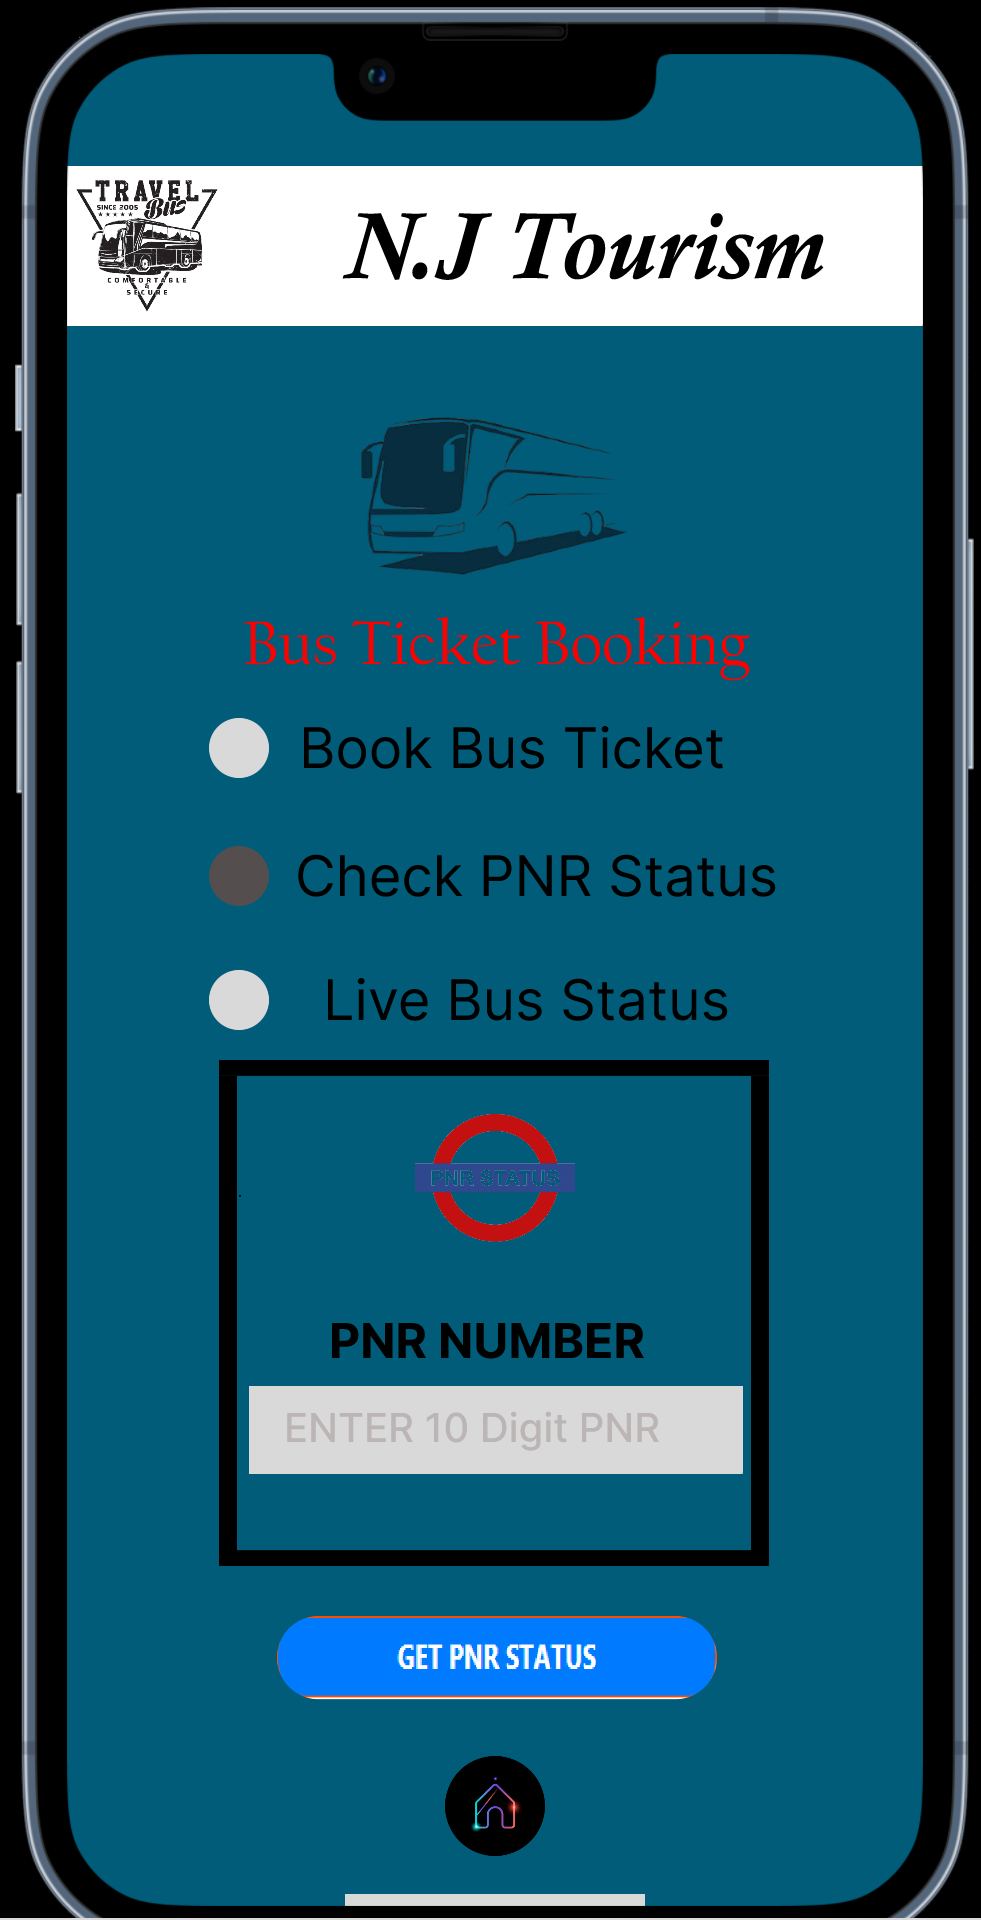 TRAVEL
SINCE 2005 Bus
COMFORTABLE
&
SECURE
N.J Tourism
Bus Ticket Booking
Book Bus Ticket
Check PNR Status
Live Bus Status
PNR STATUS
PNR NUMBER
ENTER 10 Digit PNR
GET PNR STATUS